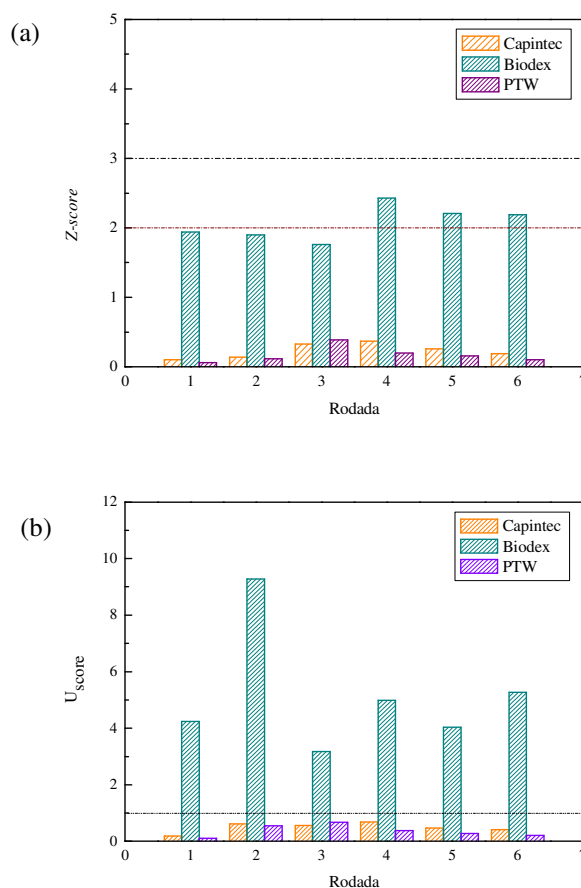 (a)
5
4
3
2
1
0
Z-score
Capintec
Biodex
PTW
0 1 2 3 4 5 6 7
Rodada
(b)
12
10
8
6
4
2
0
U score
Capintec
Biodex
PTW
0 1 2 3 4 5 6 7
Rodada